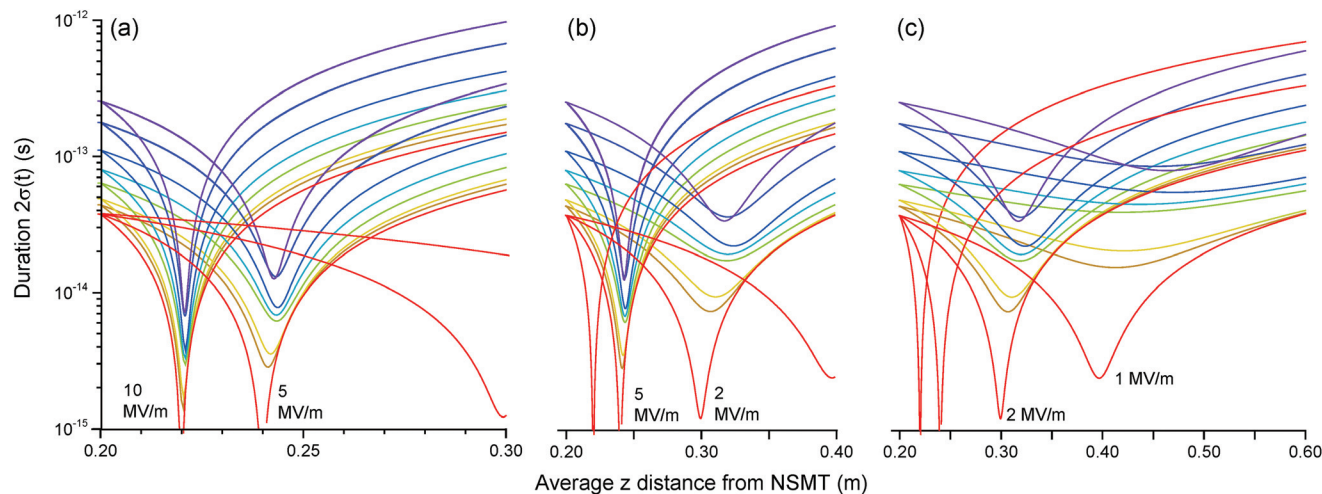 (a)
(b)
(c)
Duration 2σ(t) (s)
10⁻¹²
10⁻¹³
10⁻¹⁴
10⁻¹⁵
10
MV/m
5
MV/m
0.20
0.25
0.30
5
MV/m
2
MV/m
0.20
0.30
0.40
2 MV/m
1 MV/m
0.20
0.30
0.40
0.50
0.60
Average z distance from NSMT (m)